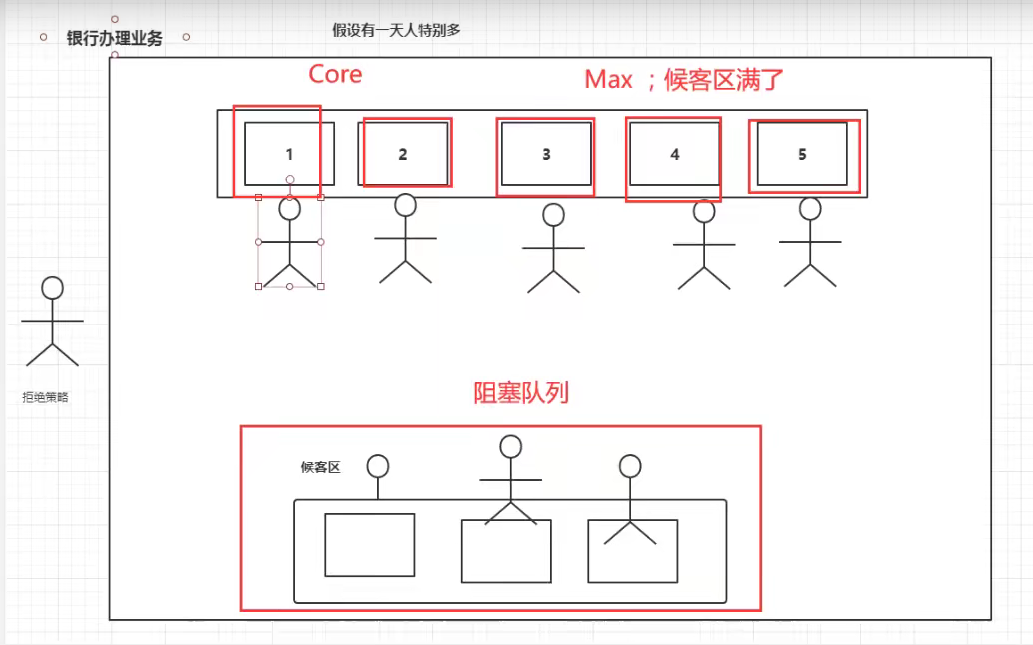 银行办理业务
假设有一天人特别多
Core
Max ；候客区满了
1
2
3
4
5
拒绝策略
阻塞队列
候客区